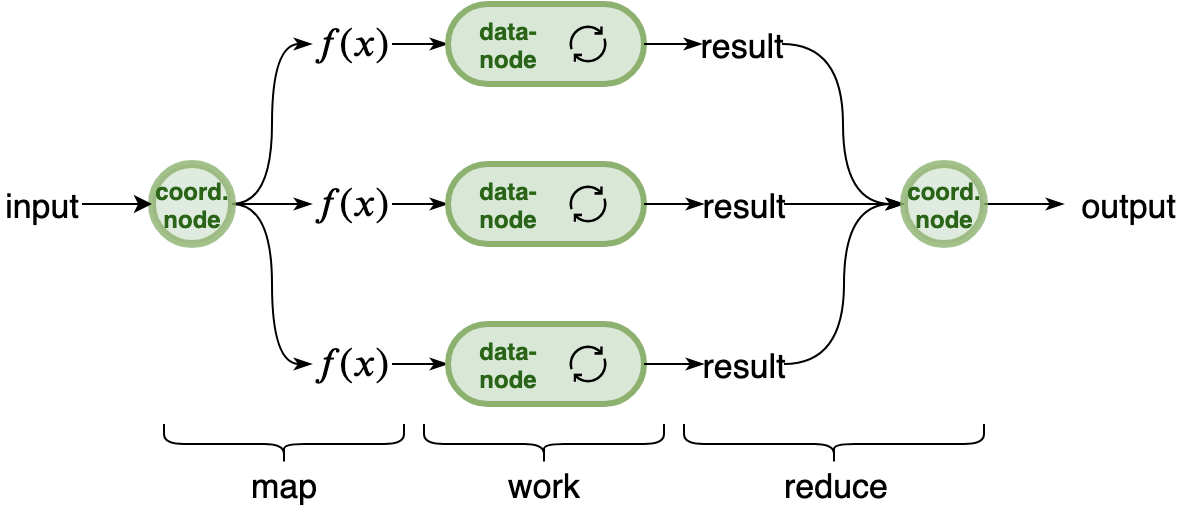 f(x)
data-
node
result
input
coord.
node
f(x)
data-
node
result
coord.
node
output
f(x)
data-
node
result
map
work
reduce